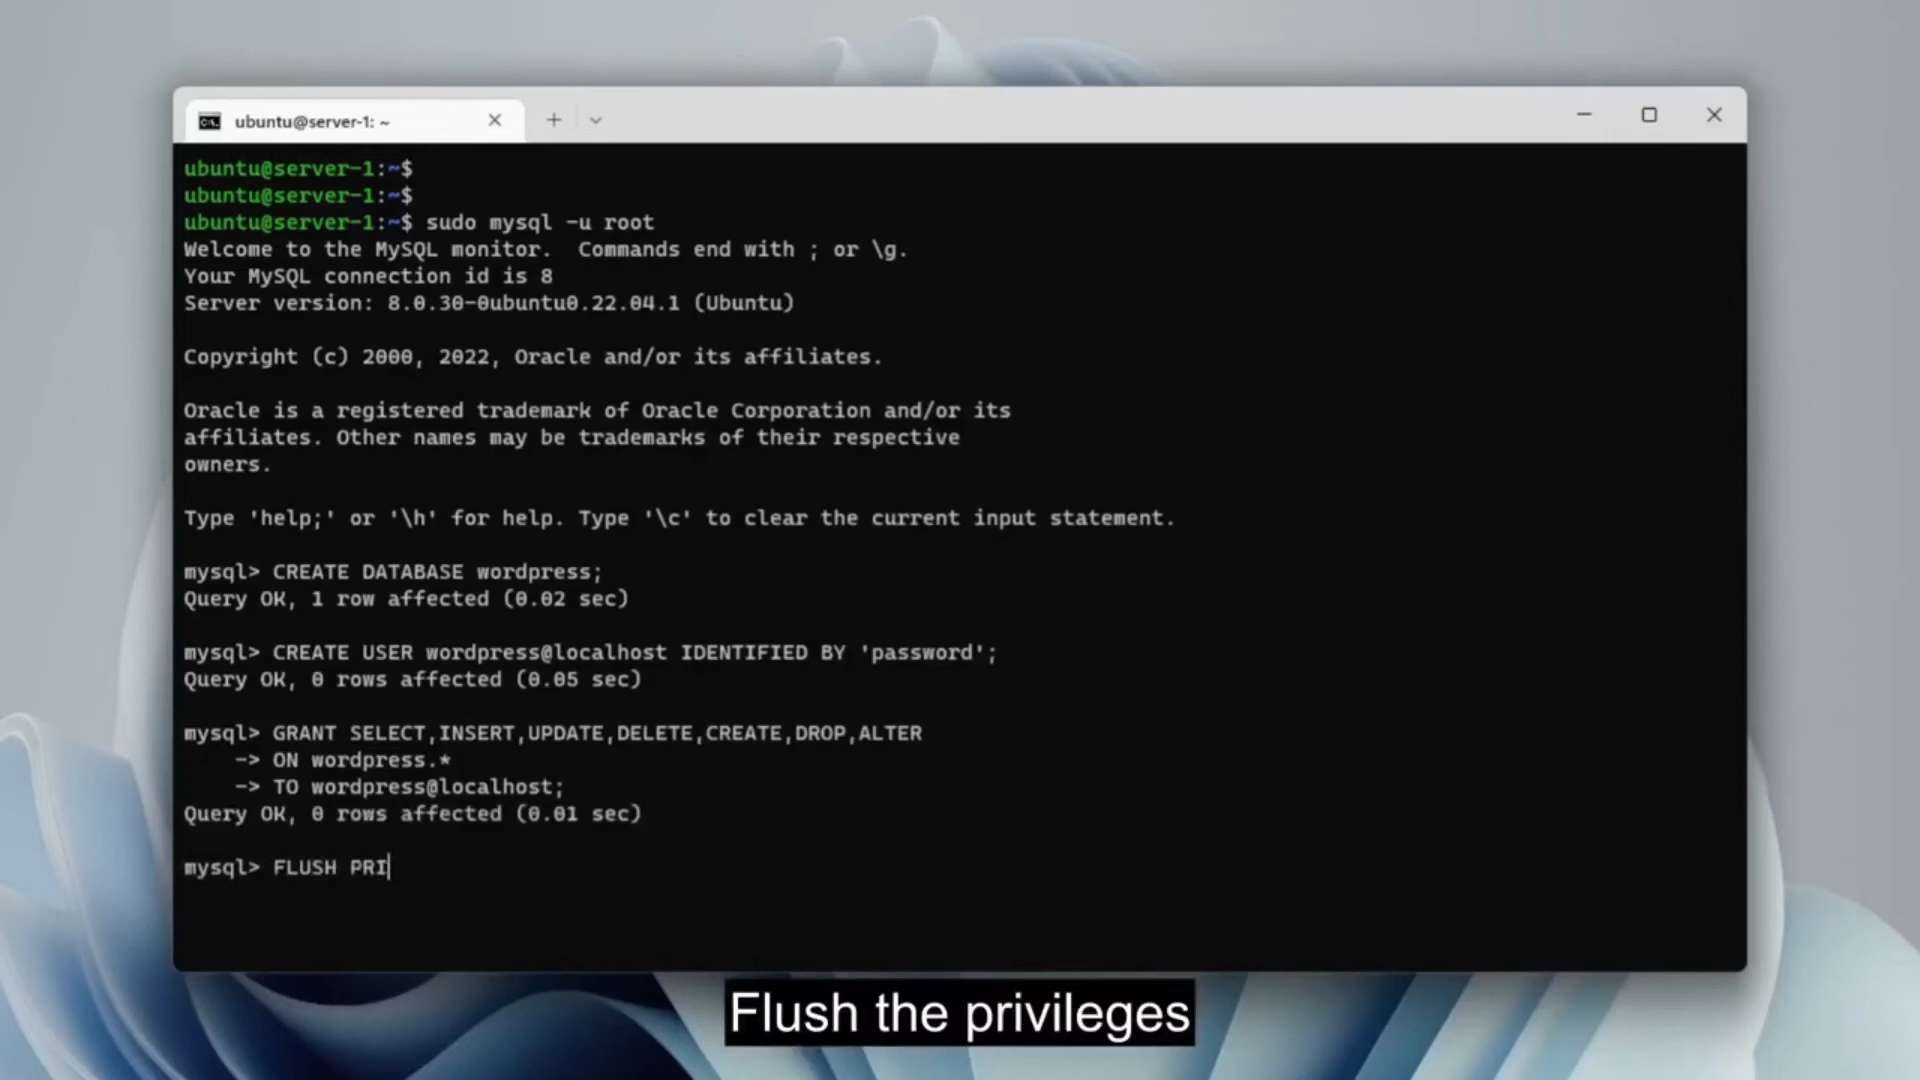 ubuntu@server-1: ~
ubuntu@server-1:~$
ubuntu@server-1:~$
ubuntu@server-1:~$ sudo mysql -u root
Welcome to the MySQL monitor.  Commands end with ; or \g.
Your MySQL connection id is 8
Server version: 8.0.30-0ubuntu0.22.04.1 (Ubuntu)
Copyright (c) 2000, 2022, Oracle and/or its affiliates.
Oracle is a registered trademark of Oracle Corporation and/or its
affiliates. Other names may be trademarks of their respective
owners.
Type 'help;' or '\h' for help. Type '\c' to clear the current input statement.
mysql> CREATE DATABASE wordpress;
Query OK, 1 row affected (0.02 sec)
mysql> CREATE USER wordpress@localhost IDENTIFIED BY 'password';
Query OK, 0 rows affected (0.05 sec)
mysql> GRANT SELECT,INSERT,UPDATE,DELETE,CREATE,DROP,ALTER
    -> ON wordpress.*
    -> TO wordpress@localhost;
Query OK, 0 rows affected (0.01 sec)
mysql> FLUSH PRI
Flush the privileges